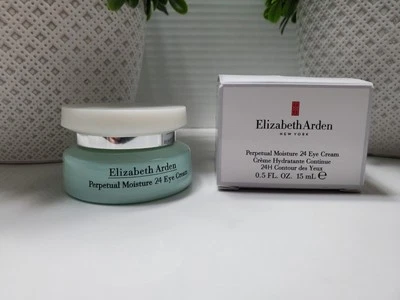 Elizabeth Arden
Perpetual Moisture 24 Eye Cream
Elizabeth Arden
NEW YORK
Perpetual Moisture 24 Eye Cream
Crème Hydratante Continue
24H Contour des Yeux
0.5 FL. OZ. 15 mL ℮